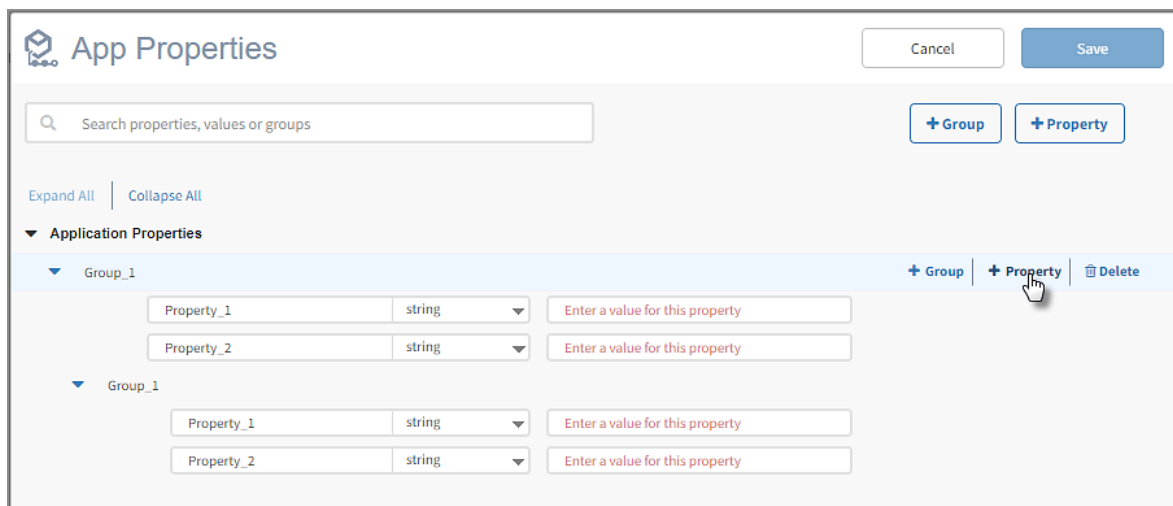 App Properties Cancel Save
Search properties, values or groups +Group +Property
Expand All Collapse All
Application Properties
Group_1 + Group + Property Delete
Property_1 string Enter a value for this property
Property_2 string Enter a value for this property
Group_1
Property_1 string Enter a value for this property
Property_2 string Enter a value for this property